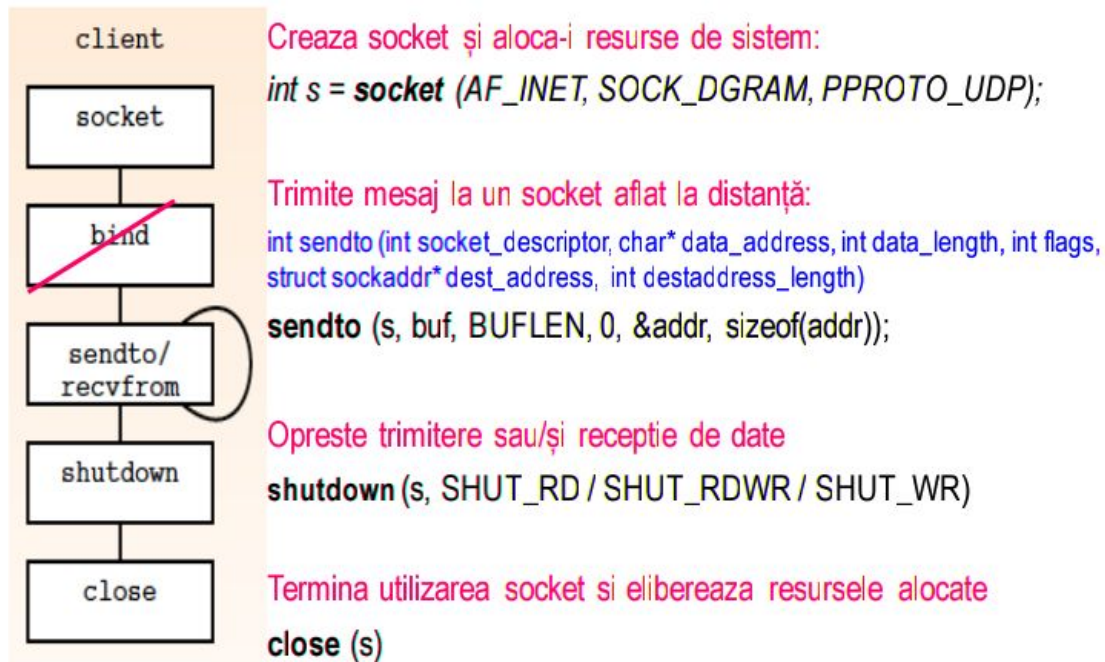 client
socket
bind
sendto/
recvfrom
shutdown
close
Creaza socket și aloca-i resurse de sistem:
int s = socket (AF_INET, SOCK_DGRAM, PPROTO_UDP);
Trimite mesaj la un socket aflat la distanță:
int sendto (int socket_descriptor, char* data_address, int data_length, int flags,
struct sockaddr* dest_address, int destaddress_length)
sendto (s, buf, BUFLEN, 0, &addr, sizeof(addr));
Opreste trimitere sau/și receptie de date
shutdown (s, SHUT_RD / SHUT_RDWR / SHUT_WR)
Termina utilizarea socket si elibereaza resursele alocate
close (s)